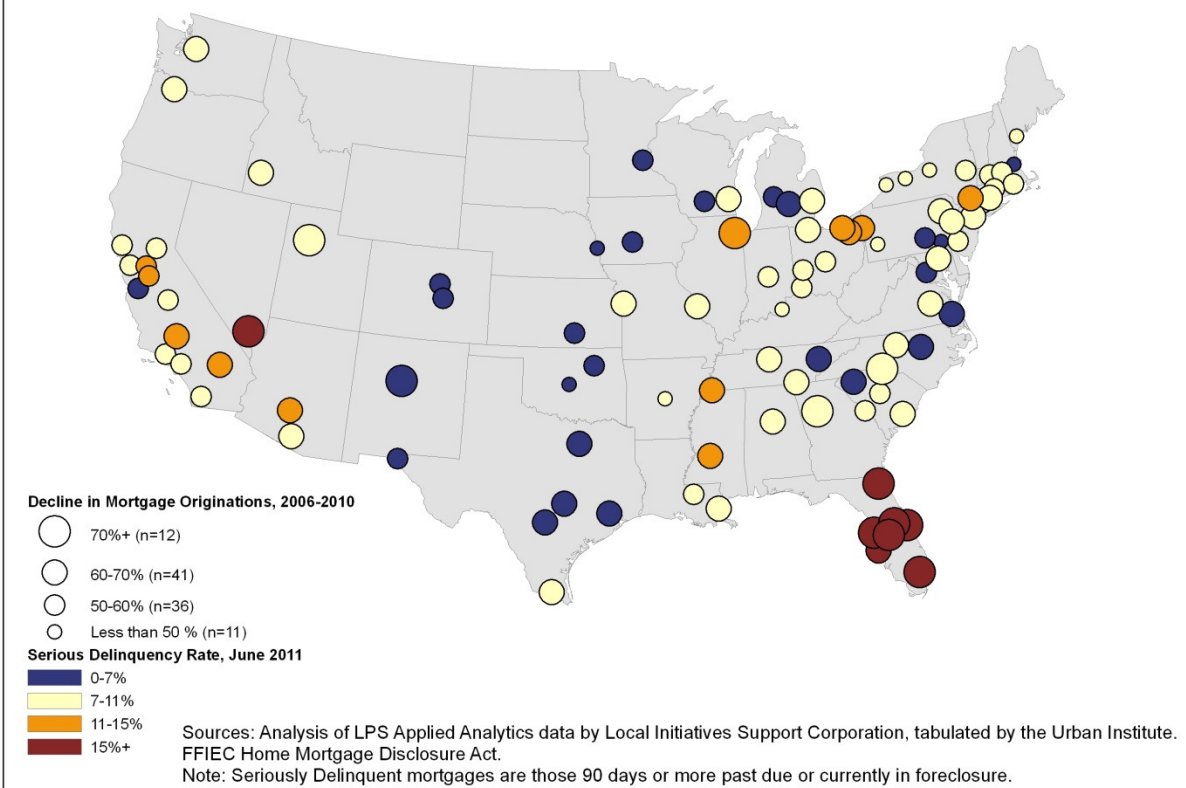 Decline in Mortgage Originations, 2006-2010
70%+ (n=12)
60-70% (n=41)
50-60% (n=36)
Less than 50 % (n=11)
Serious Delinquency Rate, June 2011
0-7%
7-11%
11-15%
15%+
Sources: Analysis of LPS Applied Analytics data by Local Initiatives Support Corporation, tabulated by the Urban Institute.
FFIEC Home Mortgage Disclosure Act.
Note: Seriously Delinquent mortgages are those 90 days or more past due or currently in foreclosure.